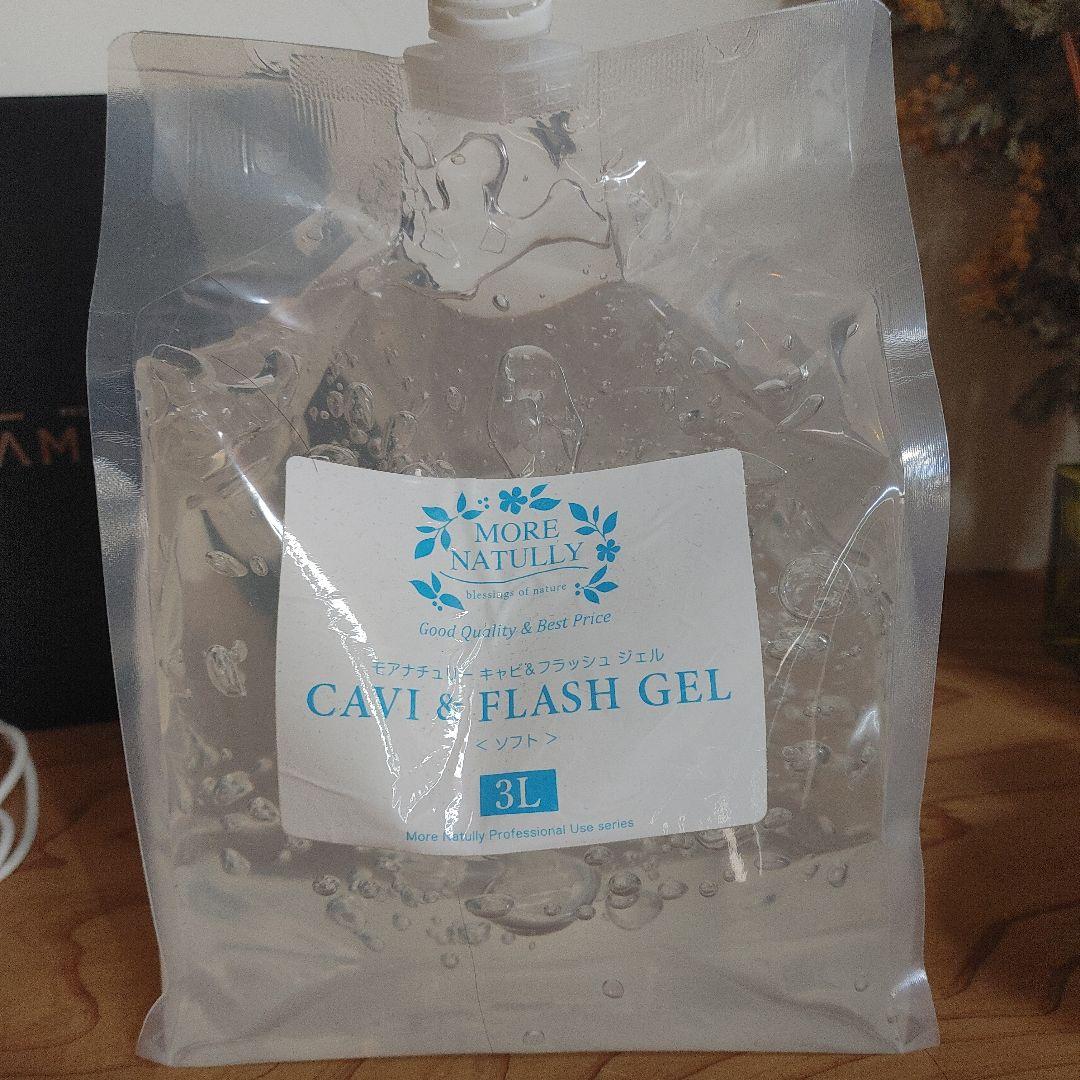 AM
MORE
NATULLY
blessings of nature
Good Quality & Best Price
モアナチュリー キャビ&フラッシュ ジェル
CAVI & FLASH GEL
< ソフト >
3L
More Natully Professional Use series